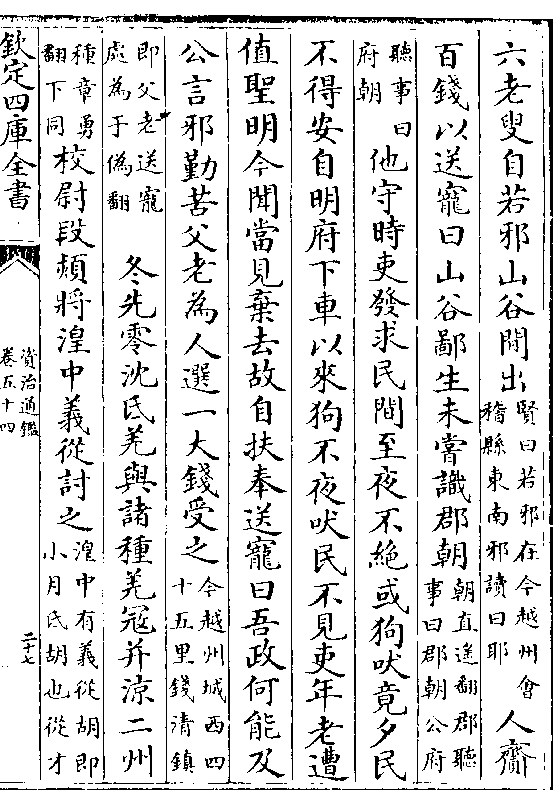 六老叟自若邪山谷間出賢曰若邪在今越州會稽縣東南邪讀曰耶人齎
百錢以送寵曰山谷鄙生未嘗識郡朝朝直遥翻郡聽事曰郡朝公府
聽事曰府朝他守時吏發求民間至夜不絶或狗吠竟夕民
不得安自明府下車以來狗不夜吠民不見吏年老遭
值聖明今聞當見棄去故自扶奉送寵曰吾政何能及
公言邪勤苦父老為人選一大錢受之今越州城西四十五里錢清鎮
即父老送寵處為于偽翻冬先零沈氐羌與諸種羌寇并涼二州
種章勇翻下同校尉段熲將湟中義從討之湟中有義從胡即小月氏胡也從才
欽定四庫全書
資治通鑑
卷五十四
二十七